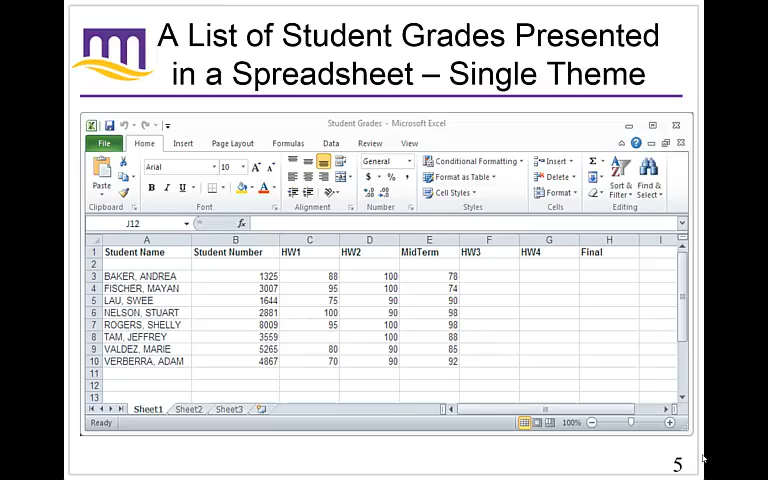 A List of Student Grades Presented
in a Spreadsheet – Single Theme
Student Grades - Microsoft Excel
File Home Insert Page Layout Formulas Data Review View
Paste
Arial 10 A A
B I U A
General
$ % ,
Conditional Formatting
Format as Table
Cell Styles
Insert
Delete
Format
Σ
Sort & Filter
Find & Select
Clipboard Font Alignment Number Styles Cells Editing
J12 fx
A B C D E F G H I
1 Student Name Student Number HW1 HW2 MidTerm HW3 HW4 Final
2
3 BAKER, ANDREA 1325 88 100 78
4 FISCHER, MAYAN 3007 95 100 74
5 LAU, SWEE 1644 75 90 90
6 NELSON, STUART 2881 100 90 98
7 ROGERS, SHELLY 8009 95 100 98
8 TAM, JEFFREY 3559 100 88
9 VALDEZ, MARIE 5265 80 90 85
10 VERBERRA, ADAM 4867 70 90 92
11
12
13
Sheet1 Sheet2 Sheet3
Ready 100%
5